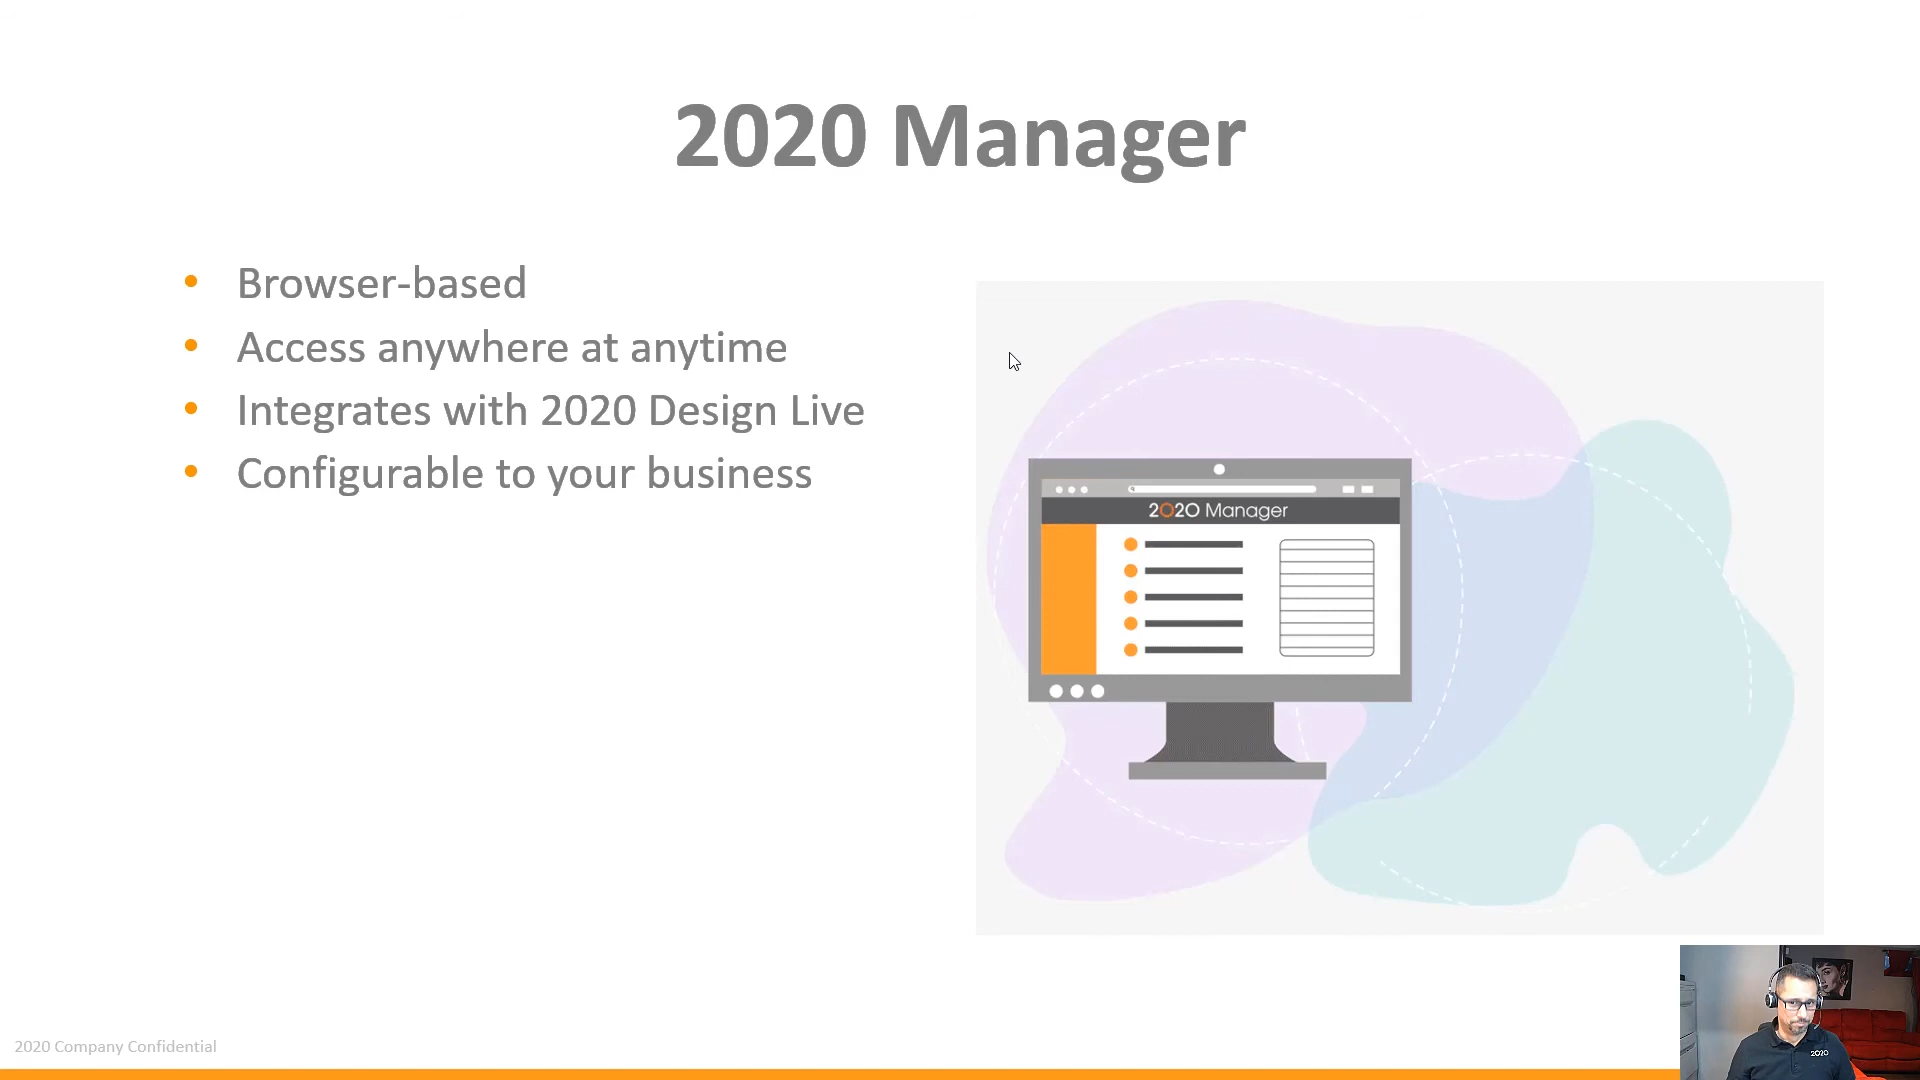 2020 Manager
• Browser-based
• Access anywhere at anytime
• Integrates with 2020 Design Live
• Configurable to your business
2020 Manager
2020 Company Confidential
2020